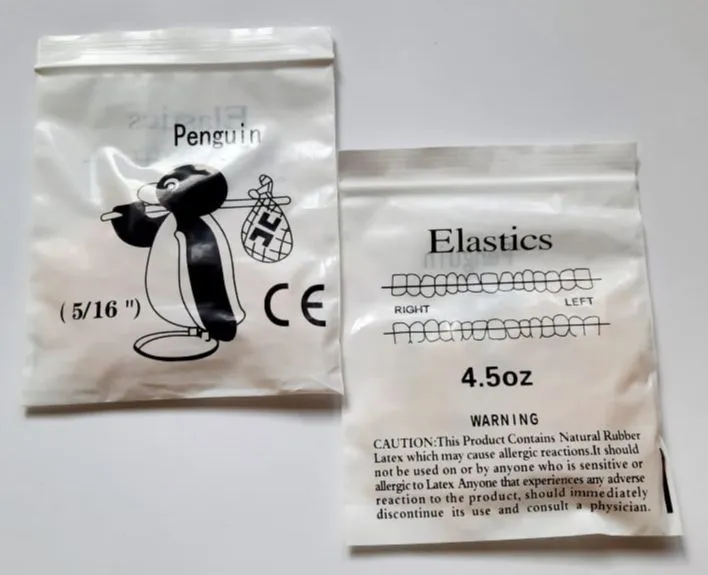 Penguin
(5/16 ")
CE
Elastics
RIGHT
LEFT
4.5oz
WARNING
CAUTION:This Product Contains Natural Rubber
Latex which may cause allergic reactions.It should
not be used on or by anyone who is sensitive or
allergic to Latex Anyone that experiences any adverse
reaction to the product, should immediately
discontinue its use and consult a physician.